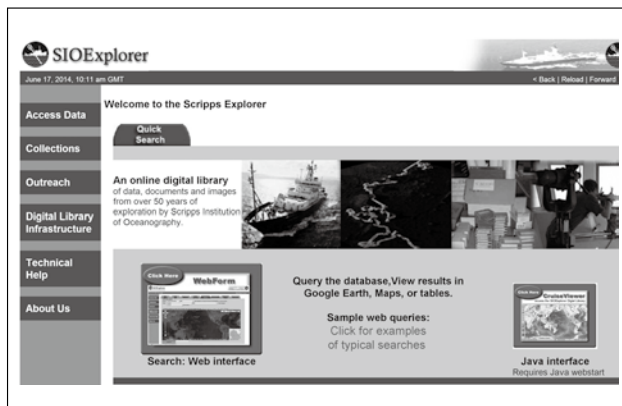 SIOExplorer
June 17, 2014, 10:11 am GMT
< Back | Reload | Forward
Access Data
Collections
Outreach
Digital Library
Infrastructure
Technical
Help
About Us
Welcome to the Scripps Explorer
Quick
Search
An online digital library
of data, documents and images
from over 50 years of
exploration by Scripps Institution
of Oceanography.
Click Here
WebForm
Search: Web interface
Query the database,View results in
Google Earth, Maps, or tables.
Sample web queries:
Click for examples
of typical searches
Click Here
CruiseViewer
Java interface
Requires Java webstart